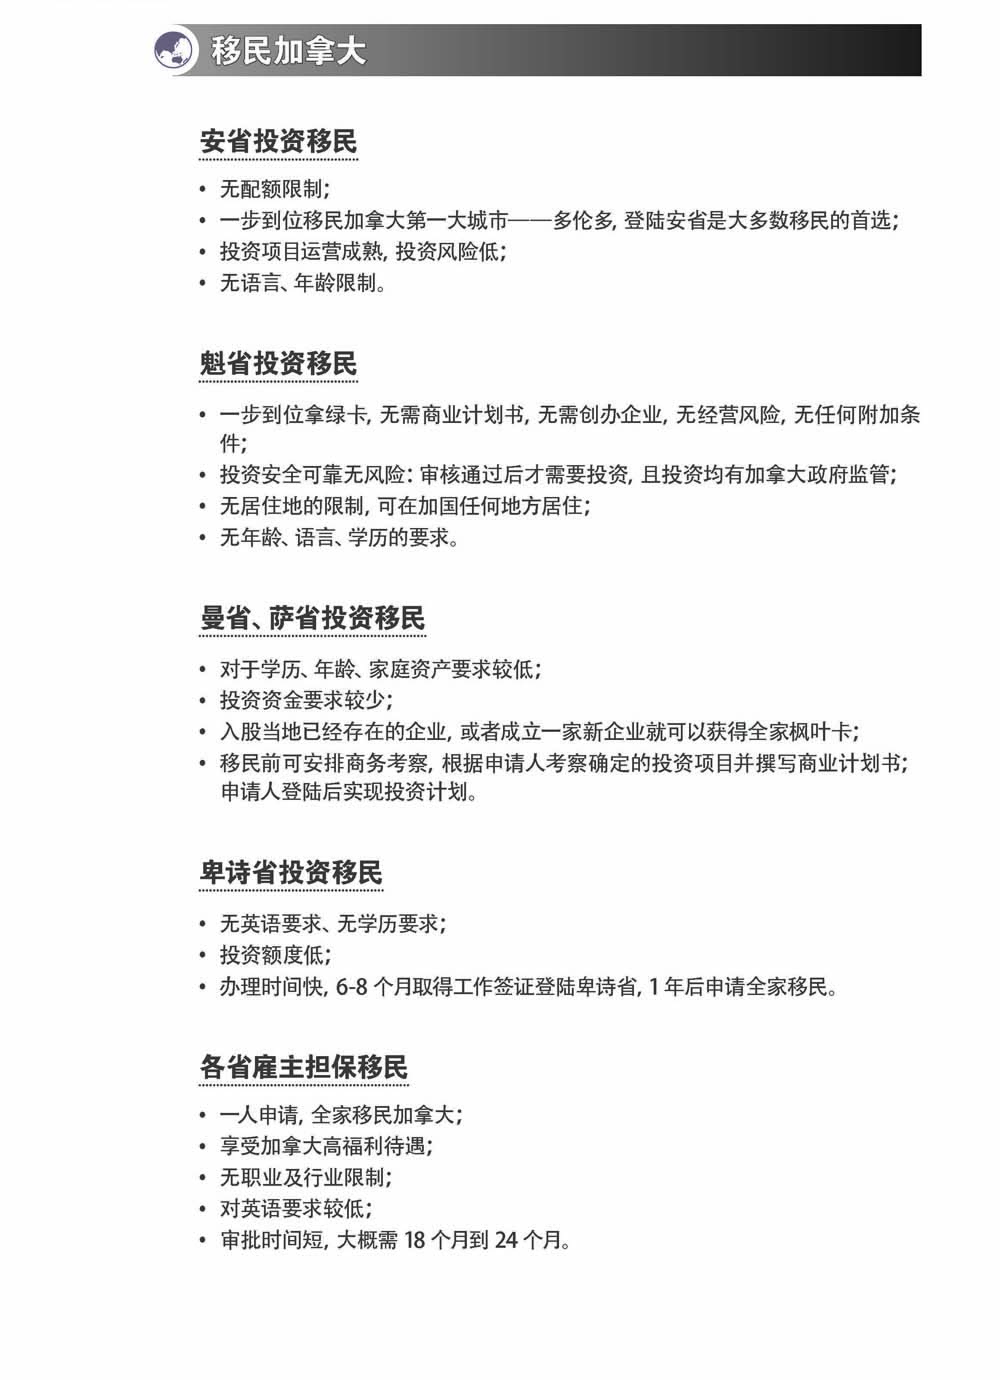 移民加拿大
安省投资移民
• 无配额限制；
• 一步到位移民加拿大第一大城市——多伦多，登陆安省是大多数移民的首选；
• 投资项目运营成熟，投资风险低；
• 无语言、年龄限制。
魁省投资移民
• 一步到位拿绿卡，无需商业计划书，无需创办企业，无经营风险，无任何附加条
件；
• 投资安全可靠无风险：审核通过后才需要投资，且投资均有加拿大政府监管；
• 无居住地的限制，可在加国任何地方居住；
• 无年龄、语言、学历的要求。
曼省、萨省投资移民
• 对于学历、年龄、家庭资产要求较低；
• 投资资金要求较少；
• 入股当地已经存在的企业，或者成立一家新企业就可以获得全家枫叶卡；
• 移民前可安排商务考察，根据申请人考察确定的投资项目并撰写商业计划书；
申请人登陆后实现投资计划。
卑诗省投资移民
• 无英语要求、无学历要求；
• 投资额度低；
• 办理时间快，6-8 个月取得工作签证登陆卑诗省，1 年后申请全家移民。
各省雇主担保移民
• 一人申请，全家移民加拿大；
• 享受加拿大高福利待遇；
• 无职业及行业限制；
• 对英语要求较低；
• 审批时间短，大概需 18 个月到 24 个月。